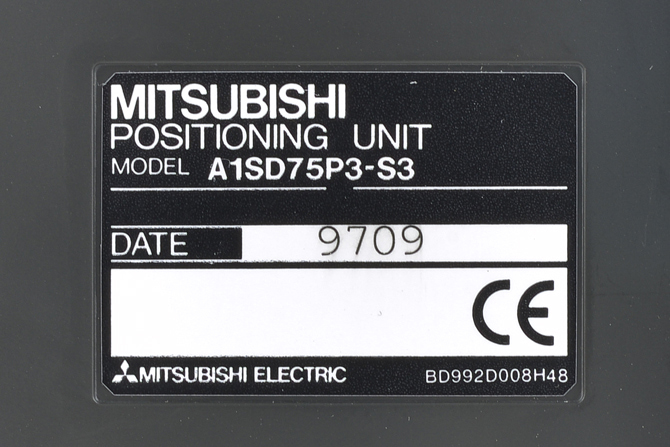 MITSUBISHI
POSITIONING UNIT
MODEL A1SD75P3-S3
DATE 9709
CE
MITSUBISHI ELECTRIC BD992D008H48